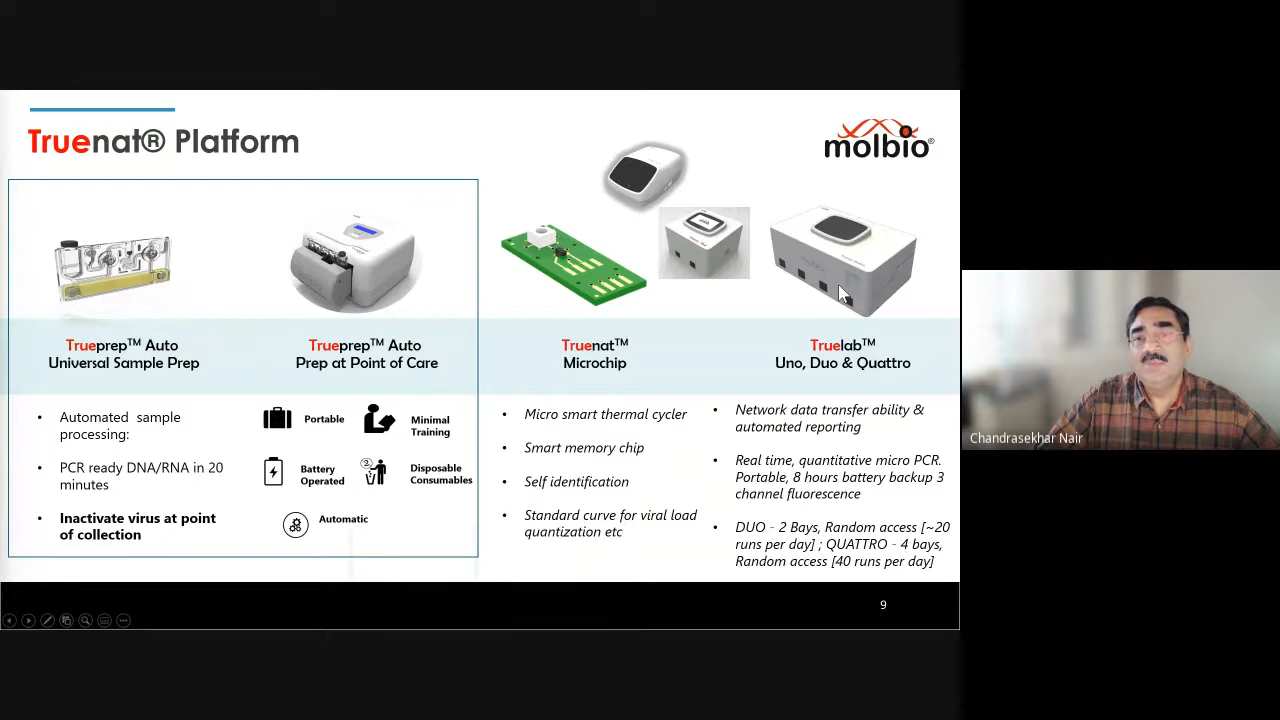 Truenat® Platform
molbio®
Trueprep™ Auto
Universal Sample Prep
Trueprep™ Auto
Prep at Point of Care
Truenat™
Microchip
Truelab™
Uno, Duo & Quattro
• Automated sample
processing:
• PCR ready DNA/RNA in 20
minutes
• Inactivate virus at point
of collection
Portable
Minimal
Training
Battery
Operated
Disposable
Consumables
Automatic
• Micro smart thermal cycler
• Smart memory chip
• Self identification
• Standard curve for viral load
quantization etc
• Network data transfer ability &
automated reporting
• Real time, quantitative micro PCR.
Portable, 8 hours battery backup 3
channel fluorescence
• DUO - 2 Bays, Random access [~20
runs per day] ; QUATTRO - 4 bays,
Random access [40 runs per day]
9
Chandrasekhar Nair